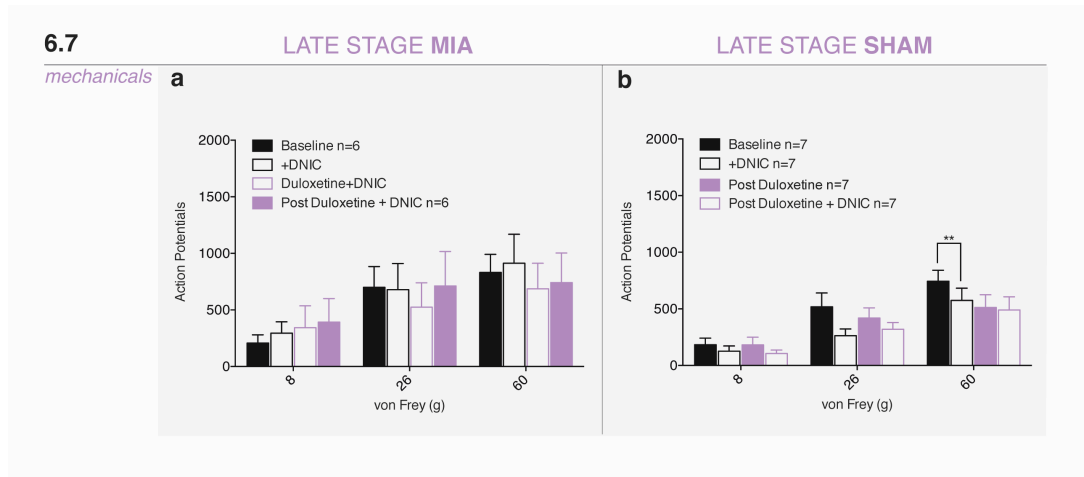 6.7
LATE STAGE MIA
LATE STAGE SHAM
mechanicals
a
2000
1500
1000
500
0
Action Potentials
Baseline n=6
+DNIC
Duloxetine+DNIC
Post Duloxetine + DNIC n=6
8
26
60
von Frey (g)
b
2000
1500
1000
500
0
Action Potentials
Baseline n=7
+DNIC n=7
Post Duloxetine n=7
Post Duloxetine + DNIC n=7
**
8
26
60
von Frey (g)